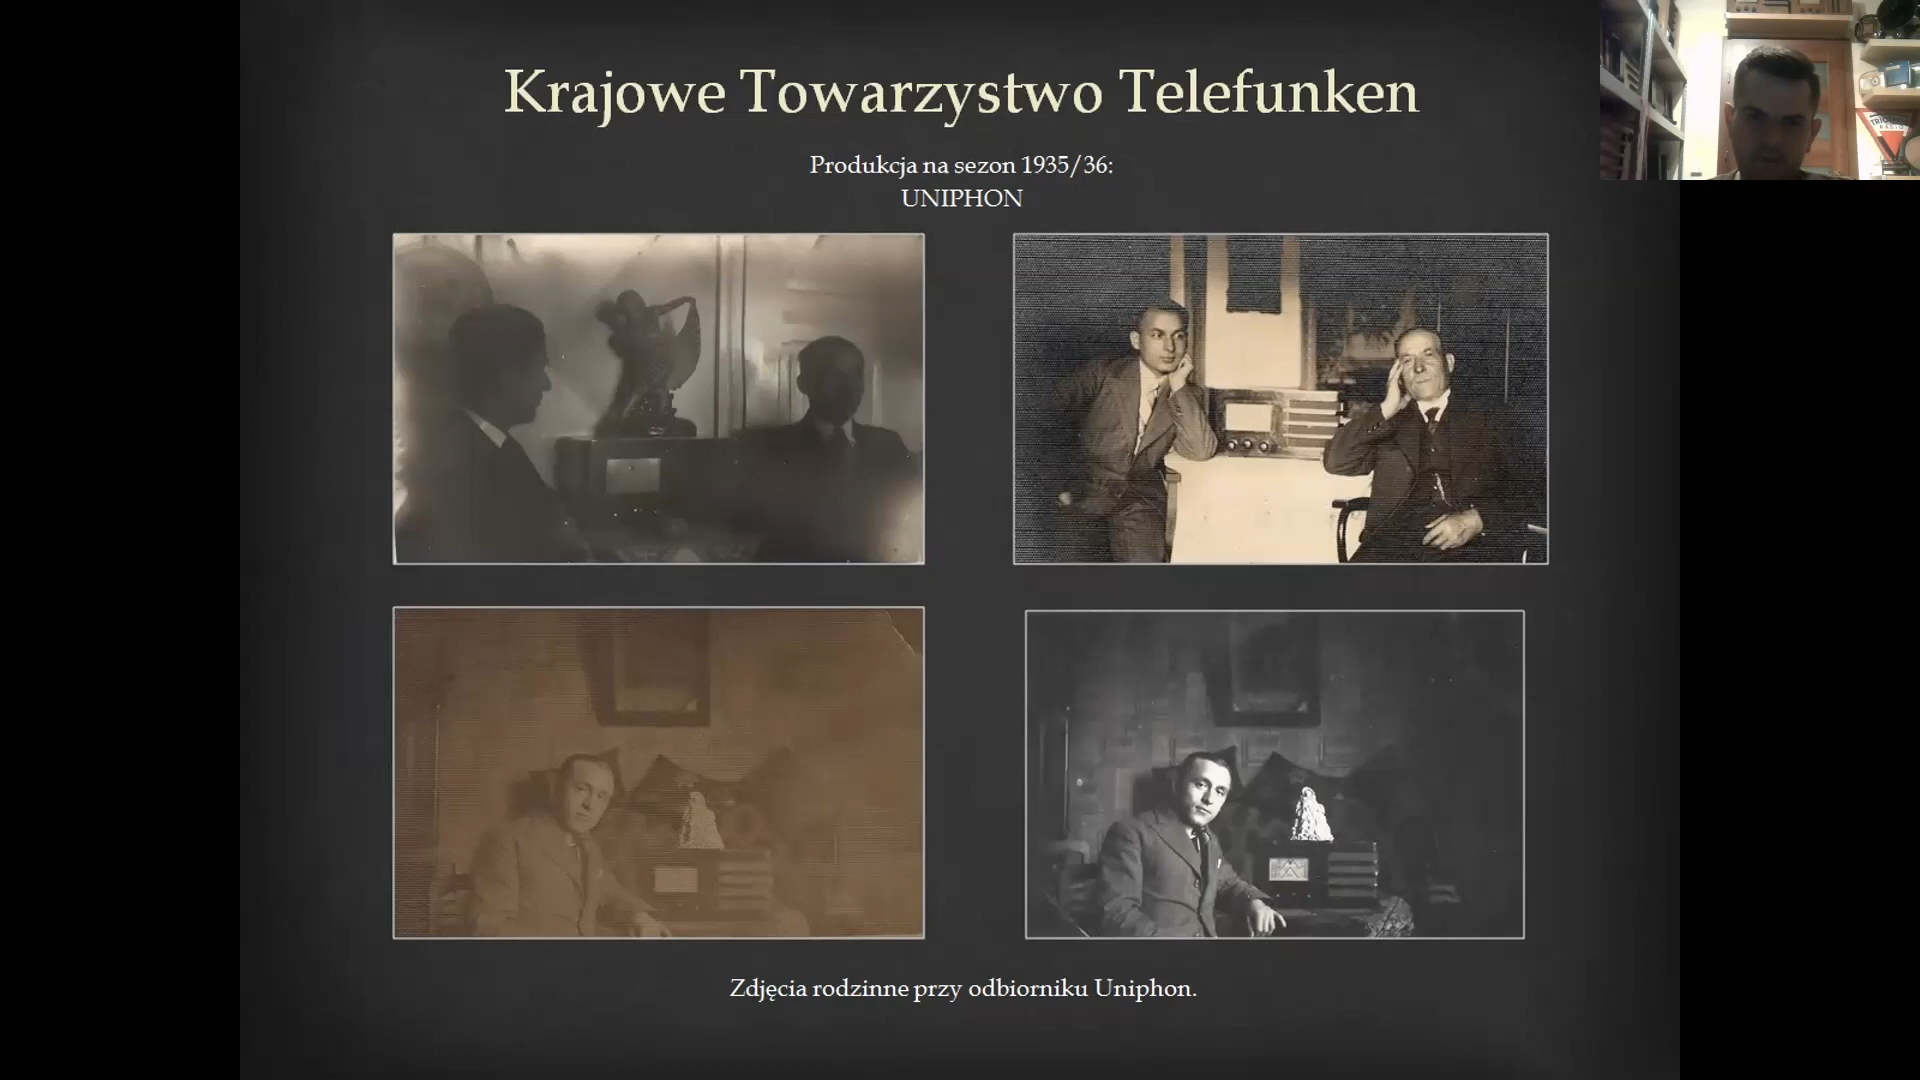 Krajowe Towarzystwo Telefunken
Produkcja na sezon 1935/36:
UNIPHON
Zdjęcia rodzinne przy odbiorniku Uniphon.